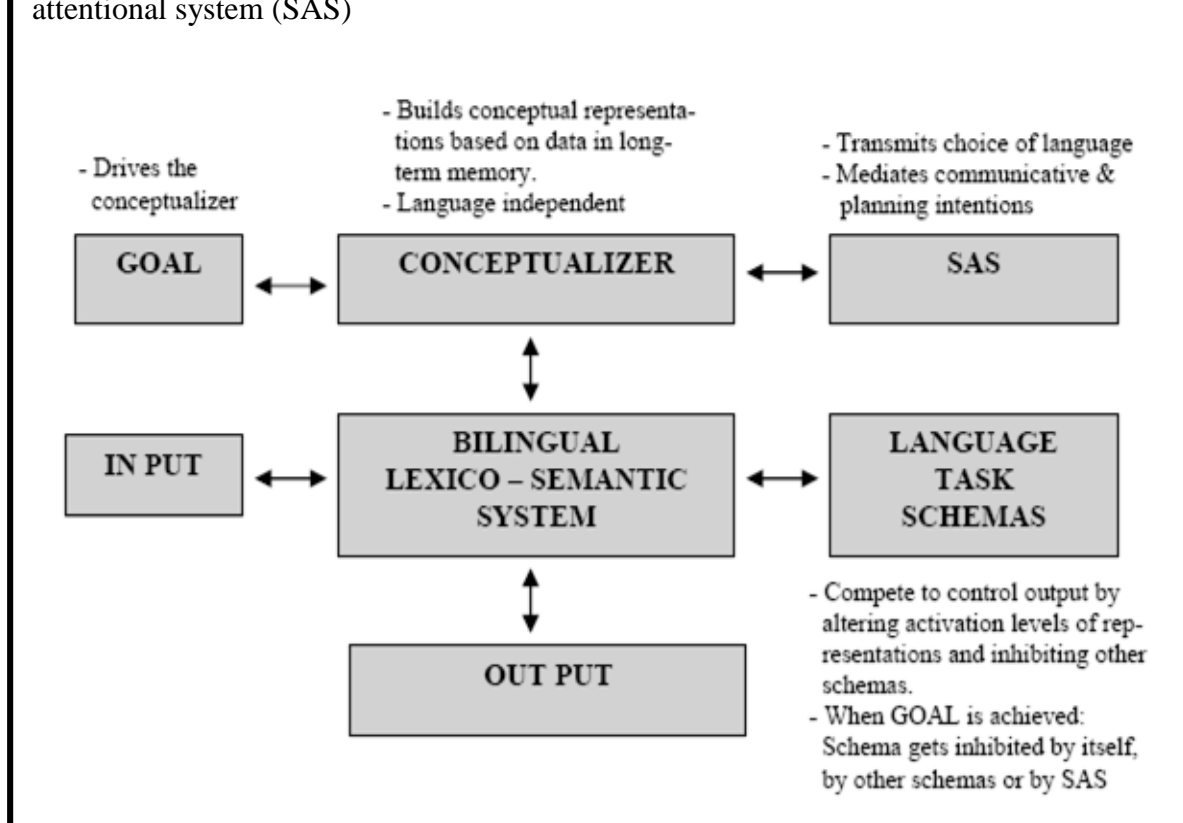 attentional system (SAS)
- Drives the
conceptualizer
- Builds conceptual representa-
tions based on data in long-
term memory.
- Language independent
- Transmits choice of language
- Mediates communicative &
planning intentions
GOAL
CONCEPTUALIZER
SAS
IN PUT
BILINGUAL
LEXICO – SEMANTIC
SYSTEM
LANGUAGE
TASK
SCHEMAS
OUT PUT
- Compete to control output by
altering activation levels of rep-
resentations and inhibiting other
schemas.
- When GOAL is achieved:
Schema gets inhibited by itself,
by other schemas or by SAS